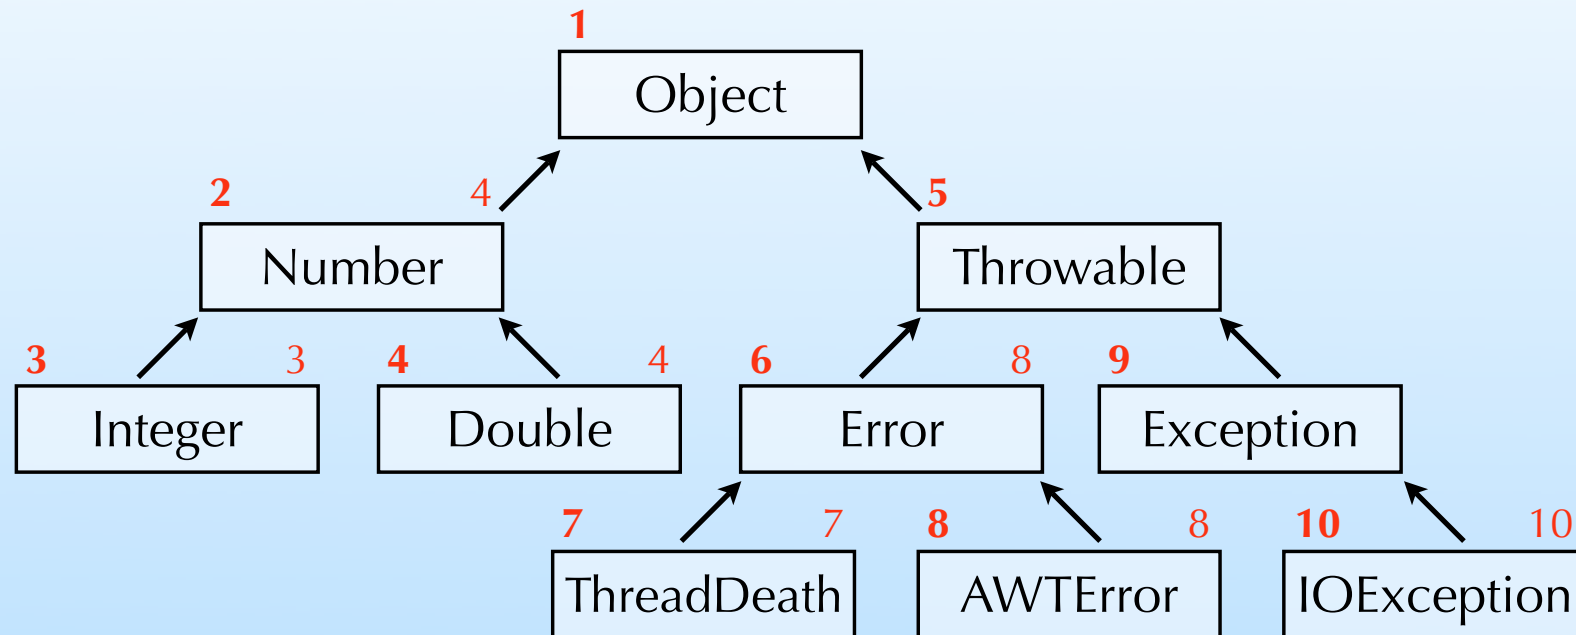 1
Object
2 4 5
Number Throwable
3 3 4 4 6 8 9
Integer Double Error Exception
7 7 8 8 10 10
ThreadDeath AWTError IOException